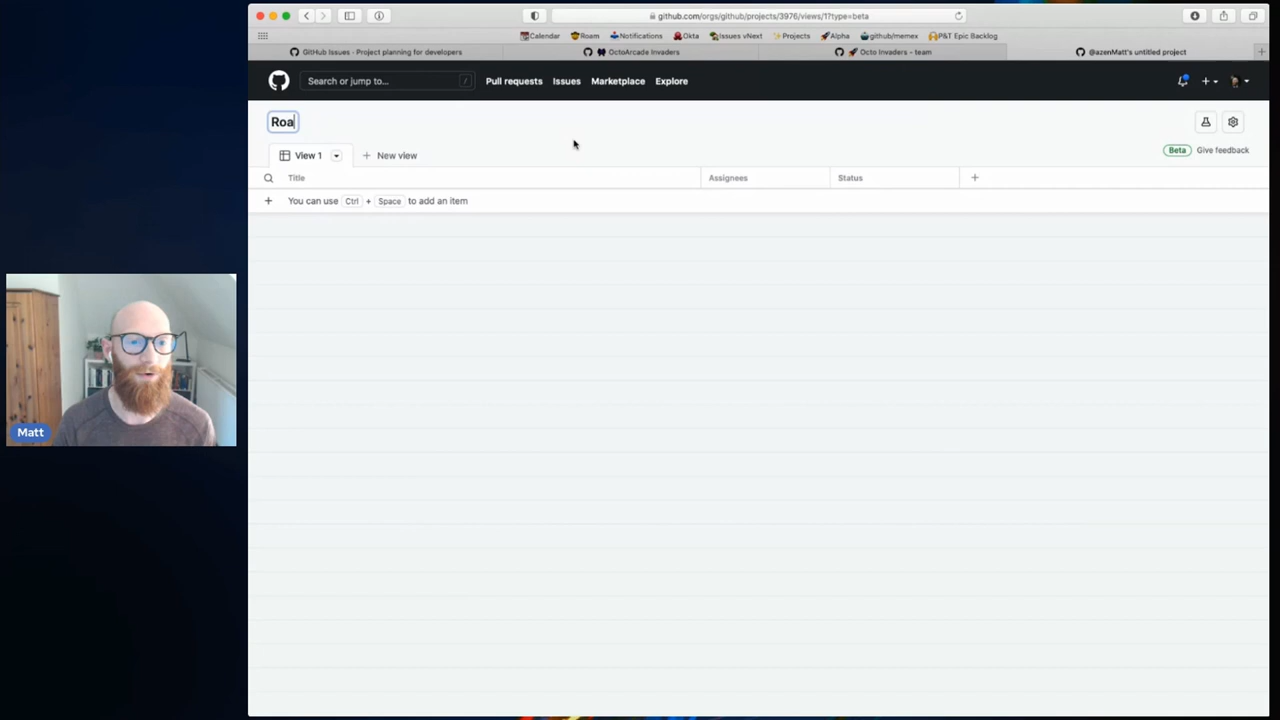 github.com/orgs/github/projects/3976/views/1?type=beta
Calendar Roam Notifications Okta Issues vNext Projects Alpha github/memex P&T Epic Backlog
GitHub Issues - Project planning for developers OctoArcade Invaders Octo Invaders - team @azenMatt's untitled project
Search or jump to... / Pull requests Issues Marketplace Explore
Roa
View 1 New view Beta Give feedback
Title Assignees Status
You can use Ctrl + Space to add an item
Matt